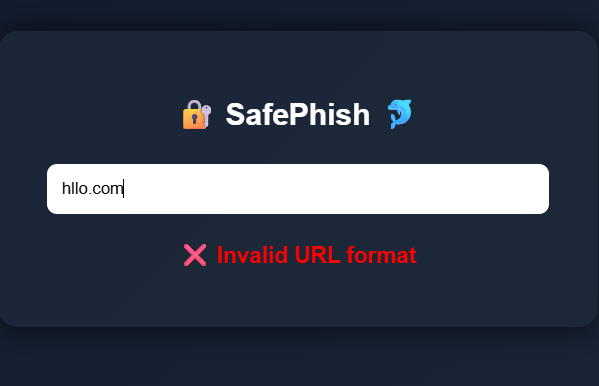 🔐 SafePhish 🐬
hllo.com
❌ Invalid URL format